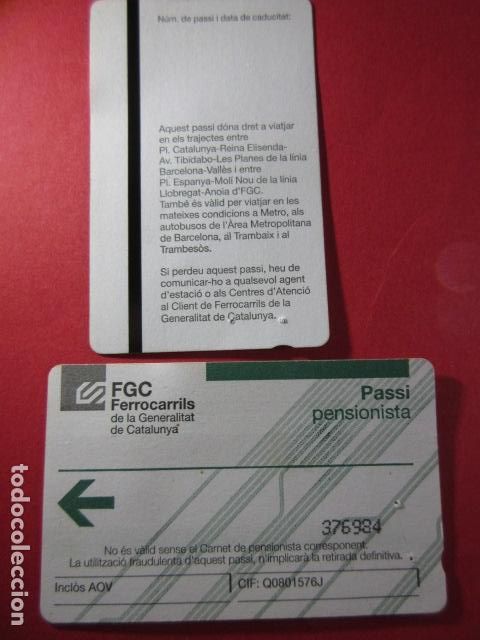 Núm. de passi i data de caducitat:
Aquest passi dóna dret a viatjar
en els trajectes entre
Pl. Catalunya-Reina Elisenda-
Av. Tibidabo-Les Planes de la línia
Barcelona-Vallès i entre
Pl. Espanya-Molí Nou de la línia
Llobregat-Anoia d'FGC.
També és vàlid per viatjar en les
mateixes condicions a Metro, als
autobusos de l'Àrea Metropolitana
de Barcelona, al Trambaix i al
Trambesòs.
Si perdeu aquest passi, heu de
comunicar-ho a qualsevol agent
d'estació o als Centres d'Atenció
al Client de Ferrocarrils de la
Generalitat de Catalunya.
FGC
Ferrocarrils
de la Generalitat
de Catalunya
Passi
pensionista
376984
No és vàlid sense el Carnet de pensionista corresponent.
La utilització fraudulenta d'aquest passi, n'implicarà la retirada definitiva.
Inclòs AOV
CIF: Q0801576J
todocoleccion.net